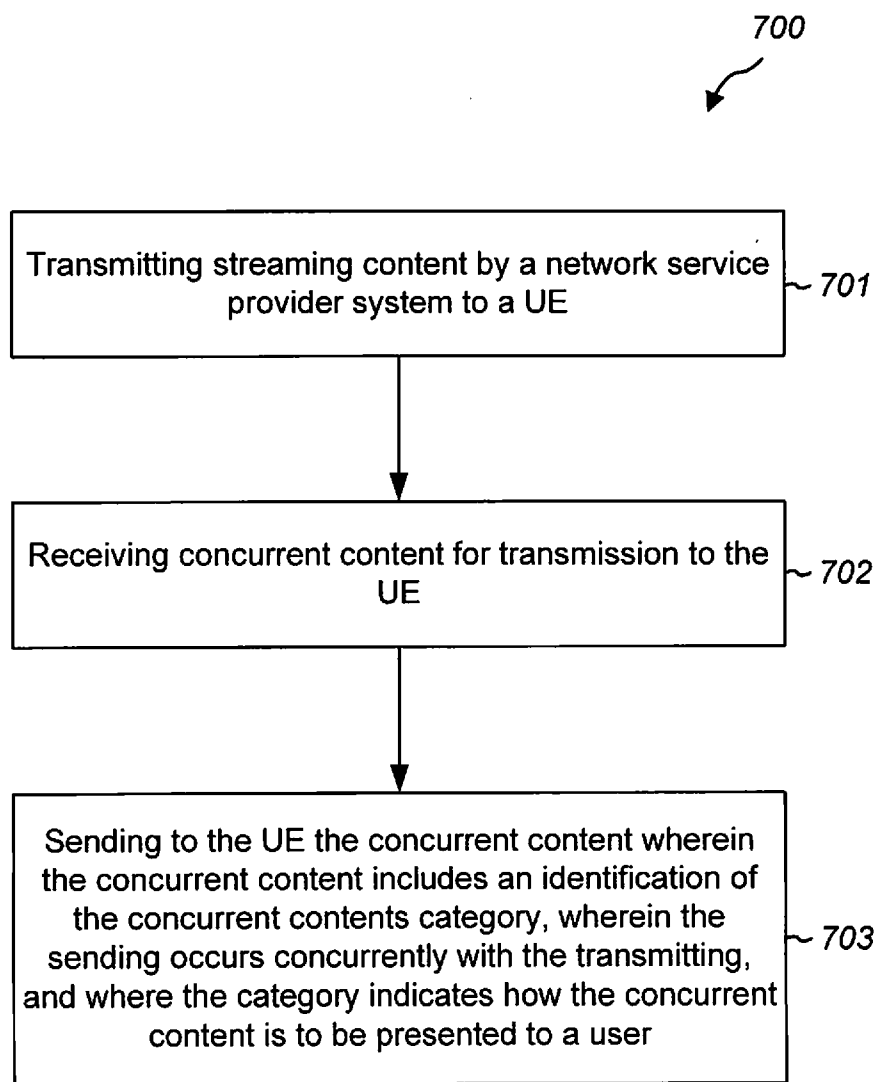 700
Transmitting streaming content by a network service
provider system to a UE
701
Receiving concurrent content for transmission to the
UE
702
Sending to the UE the concurrent content wherein
the concurrent content includes an identification of
the concurrent contents category, wherein the
sending occurs concurrently with the transmitting,
and where the category indicates how the concurrent
content is to be presented to a user
703